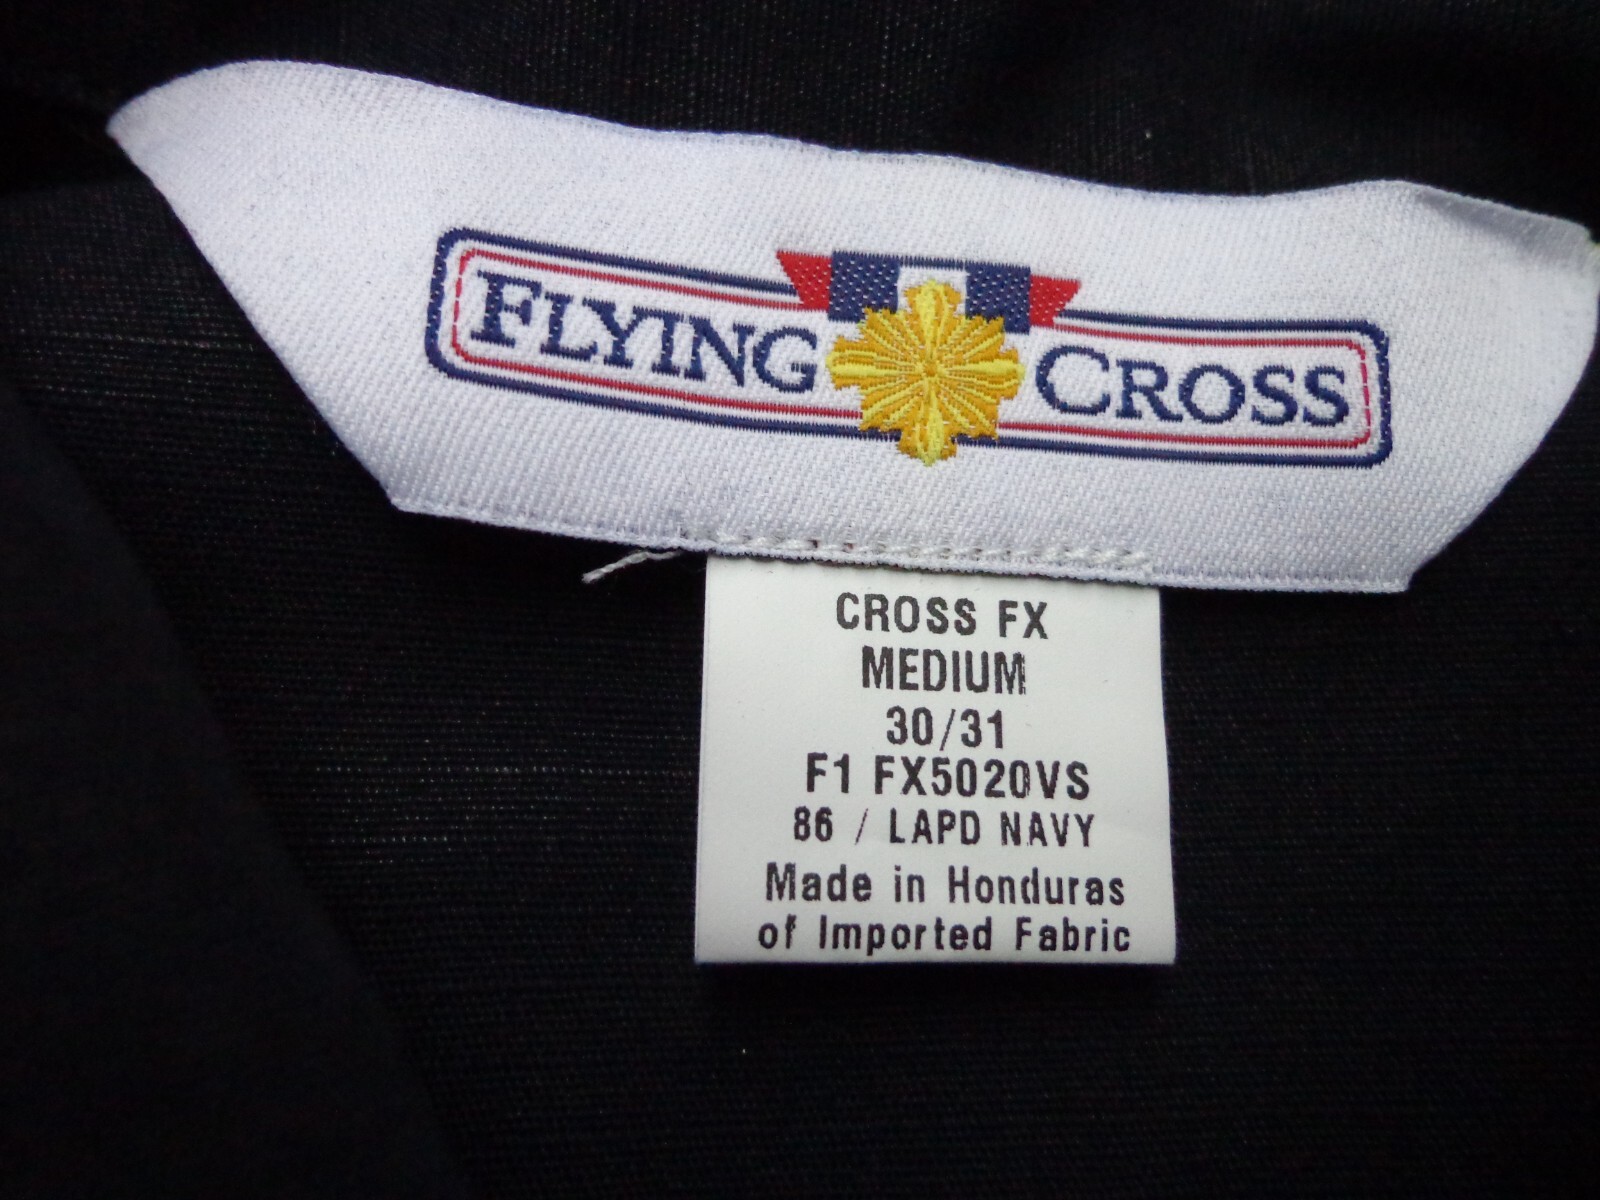 FLYING CROSS
CROSS FX
MEDIUM
30/31
F1 FX5020VS
86 / LAPD NAVY
Made in Honduras
of Imported Fabric